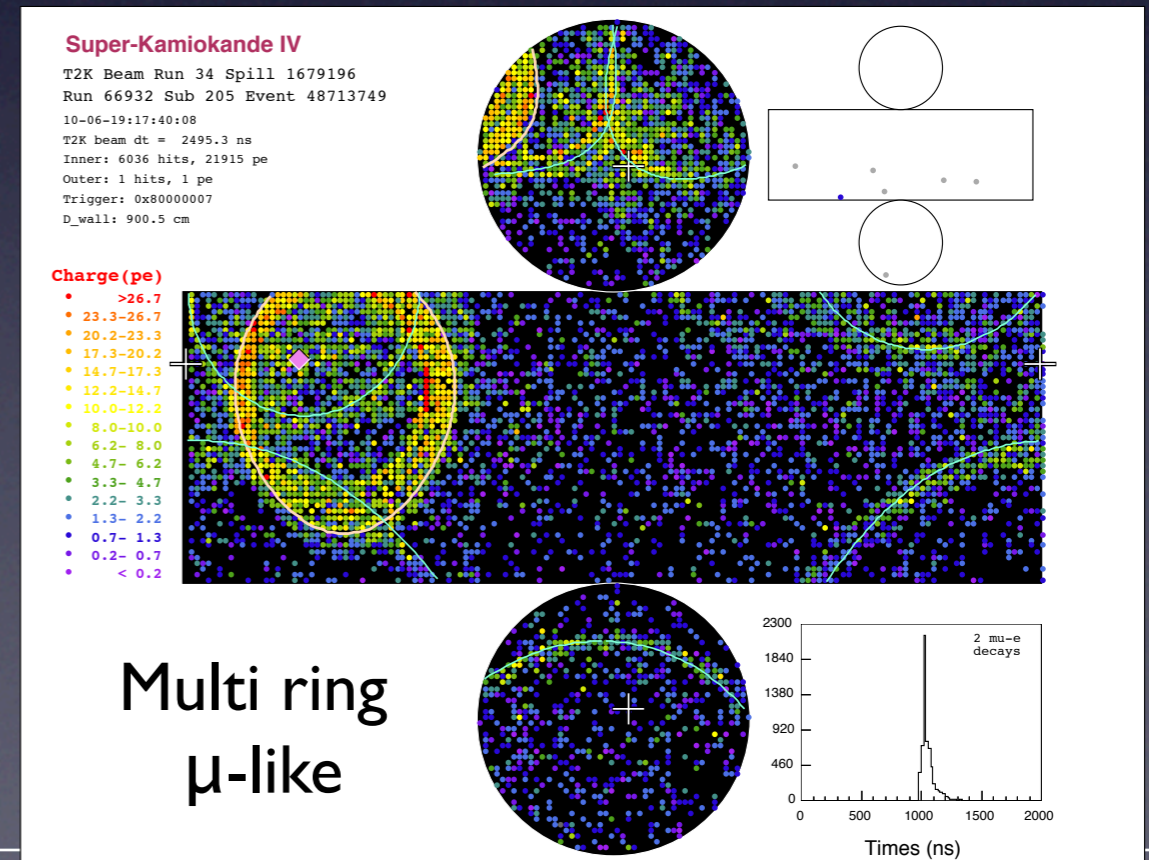 Super-Kamiokande IV
T2K Beam Run 34 Spill 1679196
Run 66932 Sub 205 Event 48713749
10-06-19:17:40:08
T2K beam dt = 2495.3 ns
Inner: 6036 hits, 21915 pe
Outer: 1 hits, 1 pe
Trigger: 0x80000007
D_wall: 900.5 cm
Charge(pe)
>26.7
23.3-26.7
20.2-23.3
17.3-20.2
14.7-17.3
12.2-14.7
10.0-12.2
8.0-10.0
6.2- 8.0
4.7- 6.2
3.3- 4.7
2.2- 3.3
1.3- 2.2
0.7- 1.3
0.2- 0.7
< 0.2
Multi ring
μ-like
2300
1840
1380
920
460
0
2 mu-e
decays
0 500 1000 1500 2000
Times (ns)